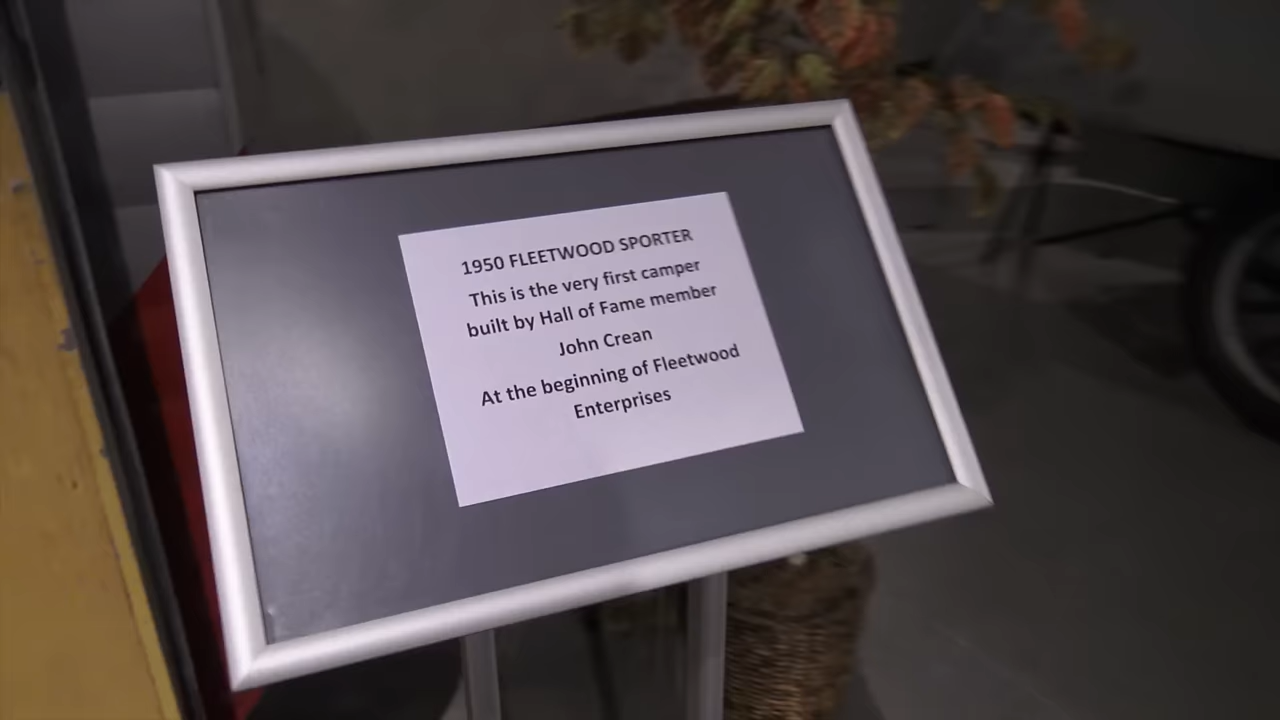 1950 FLEETWOOD SPORTER
This is the very first camper
built by Hall of Fame member
John Crean
At the beginning of Fleetwood
Enterprises